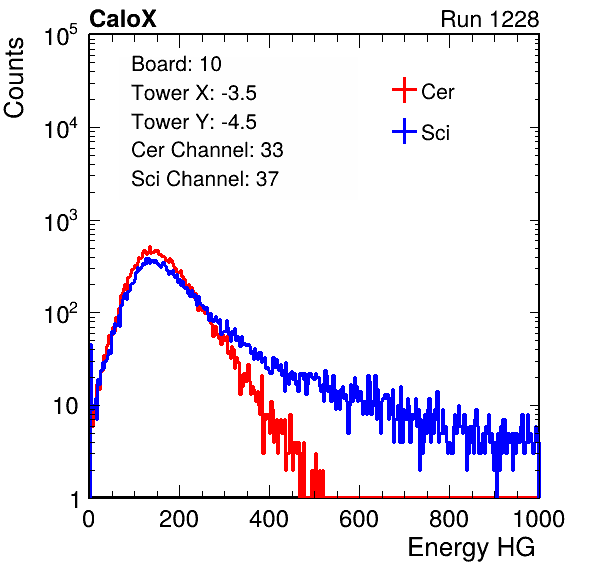 CaloX Run 1228
Counts
10^5
10^4
10^3
10^2
10
1
Board: 10
Tower X: -3.5
Tower Y: -4.5
Cer Channel: 33
Sci Channel: 37
Cer
Sci
0 200 400 600 800 1000
Energy HG